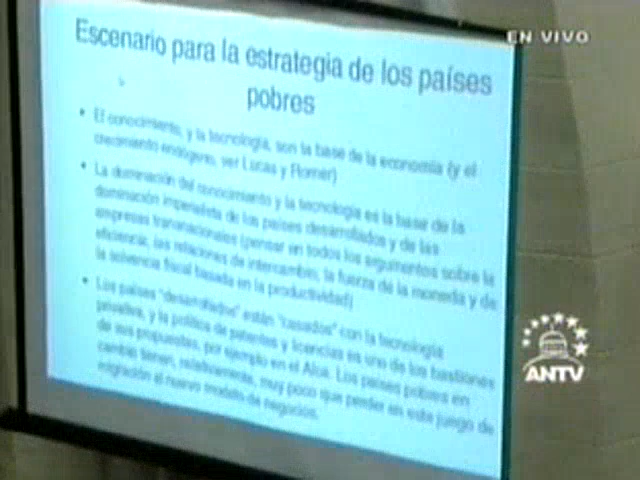 EN VIVO
Escenario para la estrategia de los países
pobres
• El conocimiento, y la tecnología, son la base de la economía (y el
crecimiento endógeno, ver Lucas y Romer)
• La dominación del conocimiento y la tecnología es la base de la
dominación imperialista de los países desarrollados y de las
empresas transnacionales (pensar en todos los argumentos sobre la
eficiencia, las relaciones de intercambio, la fuerza de la moneda y de
la solvencia fiscal basada en la productividad)
• Los países "desarrollados" están "casados" con la tecnología
privativa, y la política de patentes y licencias es uno de los bastiones
de sus propuestas, por ejemplo en el Alca. Los países pobres en
cambio tienen, relativamente, muy poco que perder en este juego de
migración al nuevo modelo de negocios.
ANTV